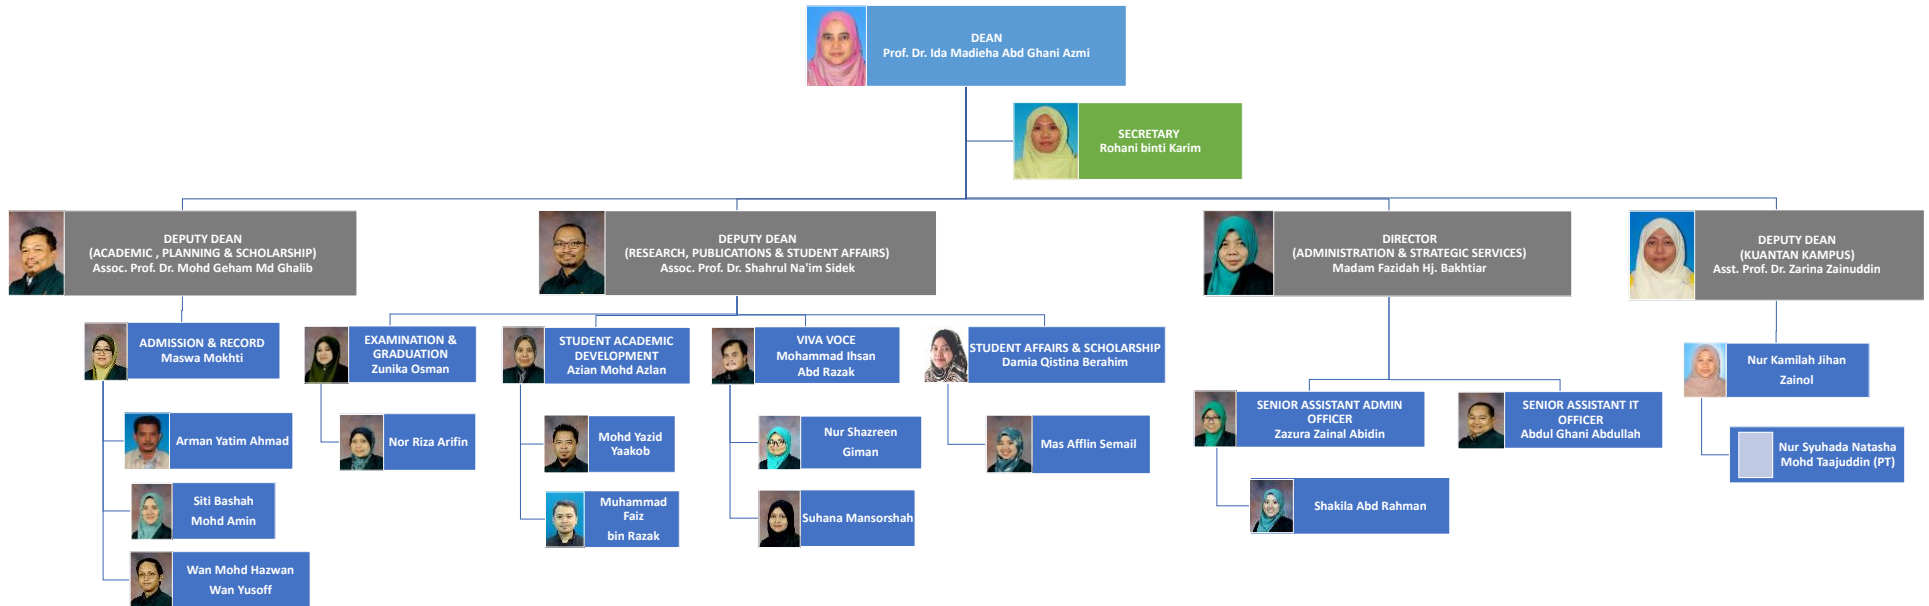 DEAN
Prof. Dr. Ida Madieha Abd Ghani Azmi
SECRETARY
Rohani binti Karim
DEPUTY DEAN
(ACADEMIC , PLANNING & SCHOLARSHIP)
Assoc. Prof. Dr. Mohd Geham Md Ghalib
DEPUTY DEAN
(RESEARCH, PUBLICATIONS & STUDENT AFFAIRS)
Assoc. Prof. Dr. Shahrul Na'im Sidek
DIRECTOR
(ADMINISTRATION & STRATEGIC SERVICES)
Madam Fazidah Hj. Bakhtiar
DEPUTY DEAN
(KUANTAN KAMPUS)
Asst. Prof. Dr. Zarina Zainuddin
ADMISSION & RECORD
Maswa Mokhti
EXAMINATION &
GRADUATION
Zunika Osman
STUDENT ACADEMIC
DEVELOPMENT
Azian Mohd Azlan
VIVA VOCE
Mohammad Ihsan
Abd Razak
STUDENT AFFAIRS & SCHOLARSHIP
Damia Qistina Berahim
Nur Kamilah Jihan
Zainol
SENIOR ASSISTANT ADMIN
OFFICER
Zazura Zainal Abidin
SENIOR ASSISTANT IT
OFFICER
Abdul Ghani Abdullah
Arman Yatim Ahmad
Nor Riza Arifin
Mohd Yazid
Yaakob
Nur Shazreen
Giman
Mas Afflin Semail
Nur Syuhada Natasha
Mohd Taajuddin (PT)
Siti Bashah
Mohd Amin
Muhammad
Faiz
bin Razak
Suhana Mansorshah
Shakila Abd Rahman
Wan Mohd Hazwan
Wan Yusoff